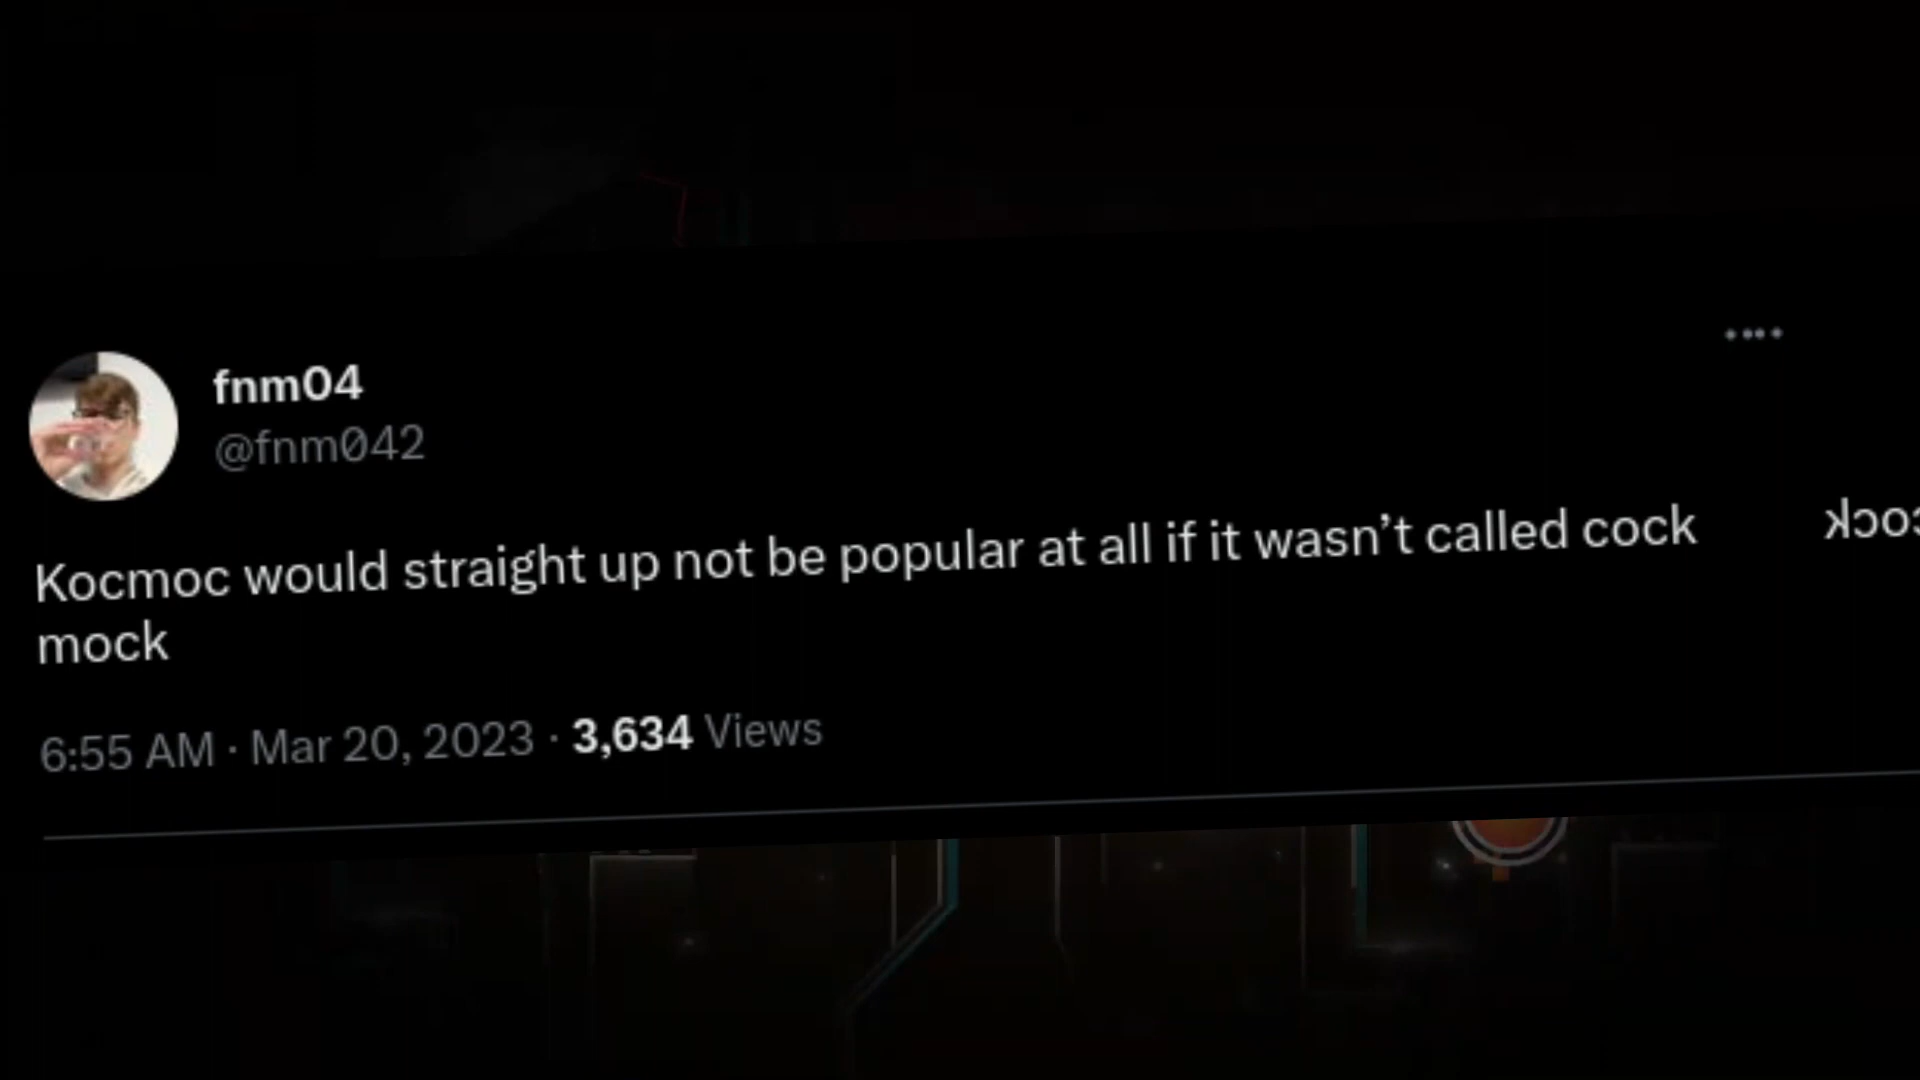 fnm04
@fnm042
Kocmoc would straight up not be popular at all if it wasn’t called cock
mock
6:55 AM · Mar 20, 2023 · 3,634 Views